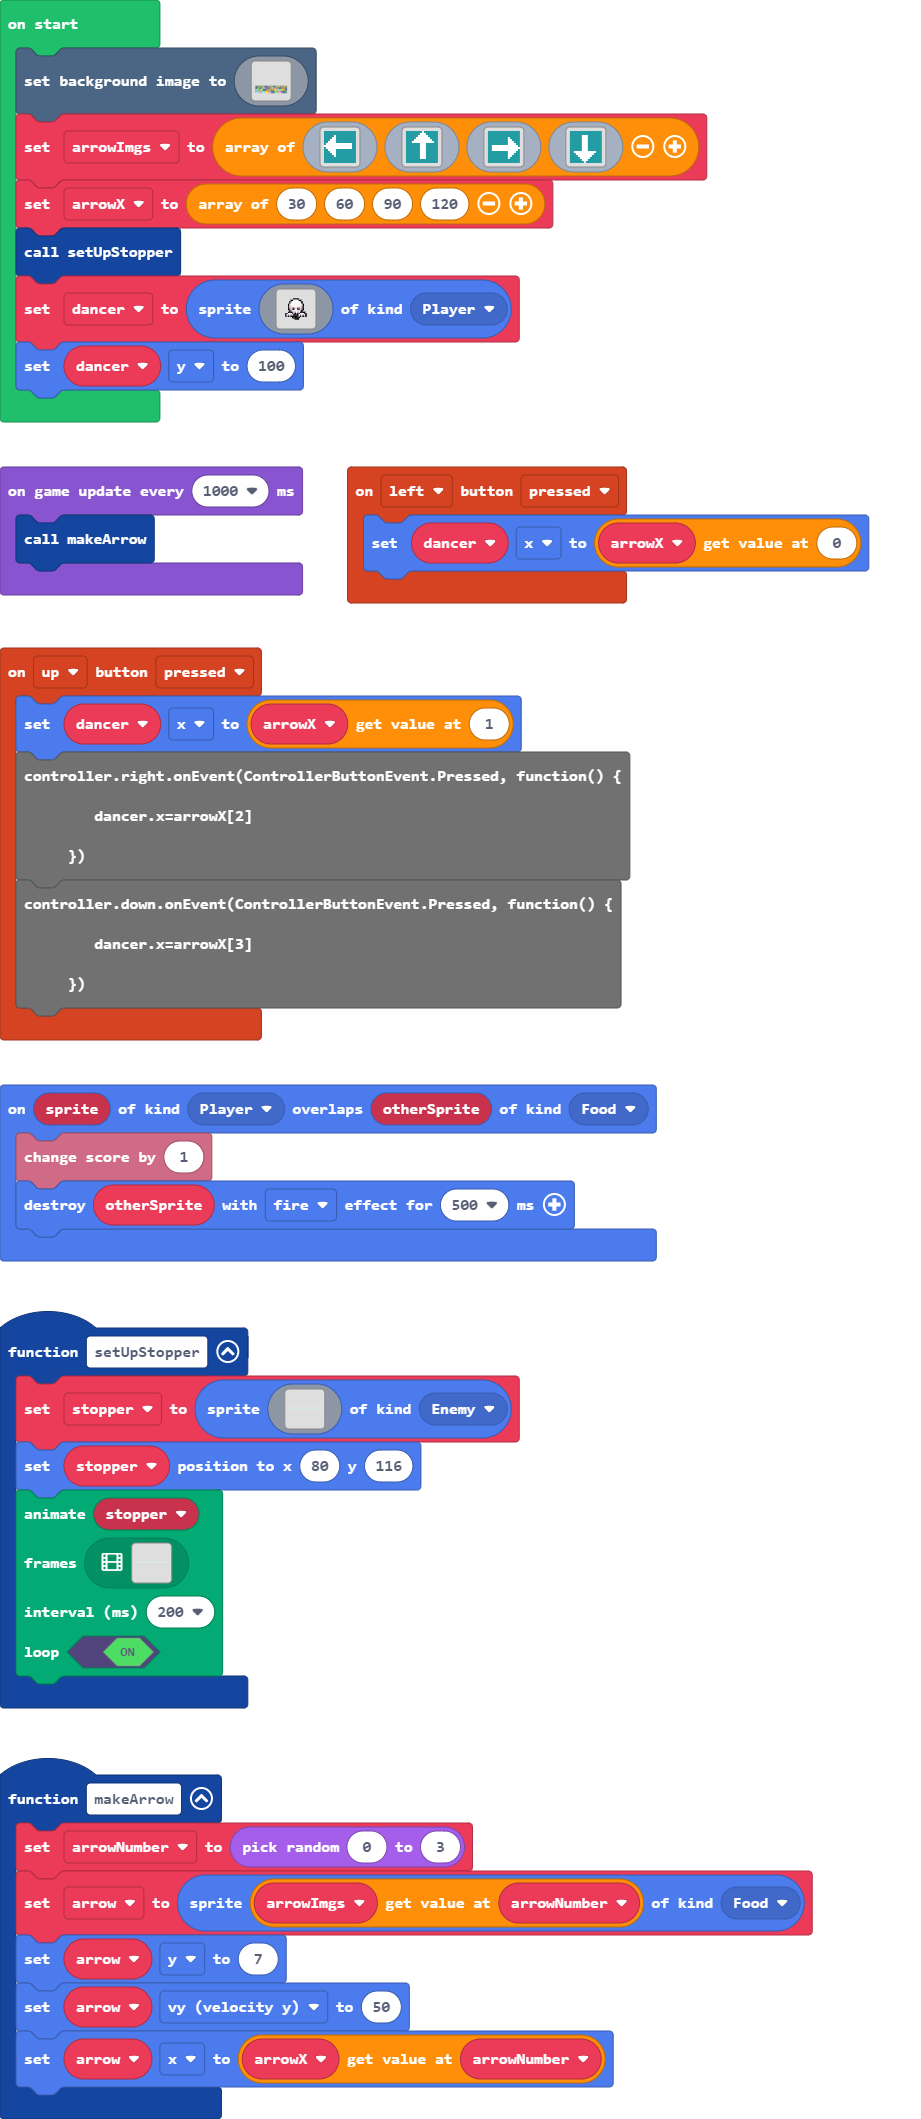 on start
set background image to
set arrowImgs to array of
set arrowX to array of 30 60 90 120
call setUpStopper
set dancer to sprite of kind Player
set dancer y to 100
on game update every 1000 ms
call makeArrow
on left button pressed
set dancer x to arrowX get value at 0
on up button pressed
set dancer x to arrowX get value at 1
controller.right.onEvent(ControllerButtonEvent.Pressed, function() {
dancer.x=arrowX[2]
})
controller.down.onEvent(ControllerButtonEvent.Pressed, function() {
dancer.x=arrowX[3]
})
on sprite of kind Player overlaps otherSprite of kind Food
change score by 1
destroy otherSprite with fire effect for 500 ms
function setUpStopper
set stopper to sprite of kind Enemy
set stopper position to x 80 y 116
animate stopper
frames
interval (ms) 200
loop ON
function makeArrow
set arrowNumber to pick random 0 to 3
set arrow to sprite arrowImgs get value at arrowNumber of kind Food
set arrow y to 7
set arrow vy (velocity y) to 50
set arrow x to arrowX get value at arrowNumber